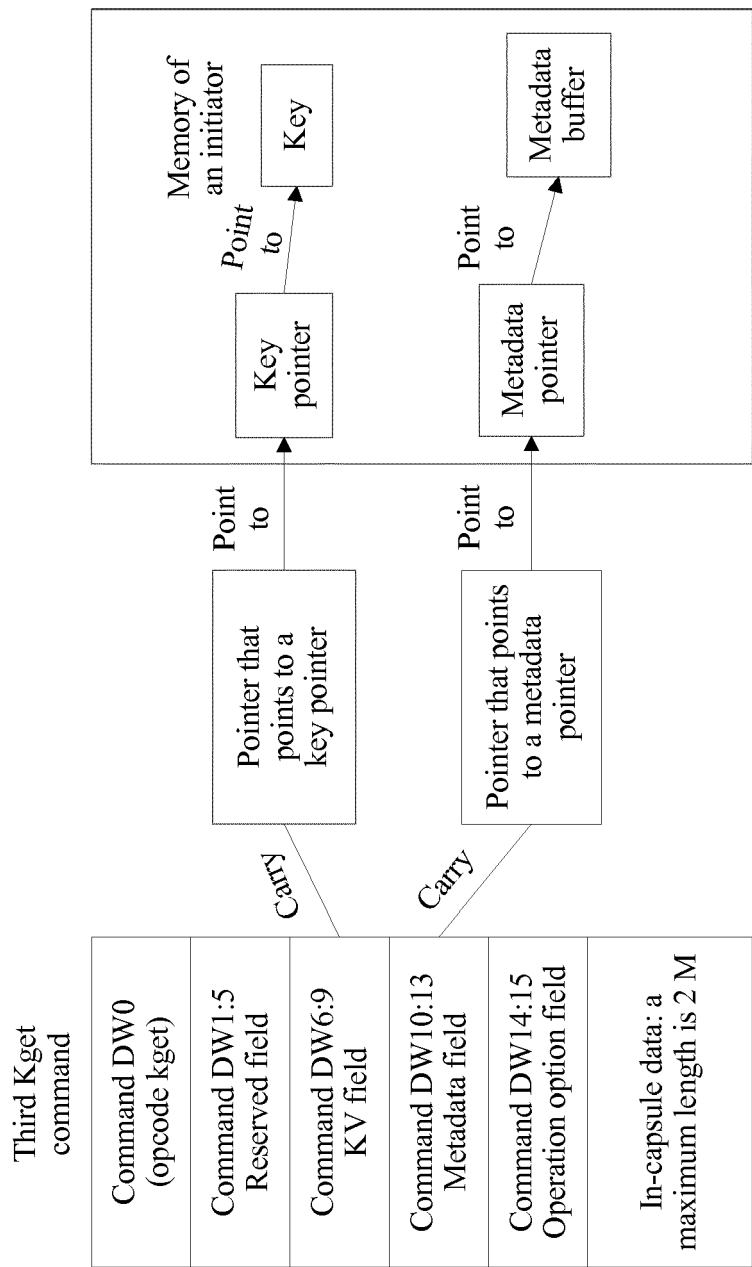 Third Kget
command
Command DW0
(opcode kget)
Command DW1:5
Reserved field
Command DW6:9
KV field
Command DW10:13
Metadata field
Command DW14:15
Operation option field
In-capsule data: a
maximum length is 2 M
Carry
Carry
Pointer that
points to a
key pointer
Pointer that points
to a metadata
pointer
Point
to
Point
to
Memory of
an initiator
Key
pointer
Point
to
Key
Metadata
pointer
Point
to
Metadata
buffer